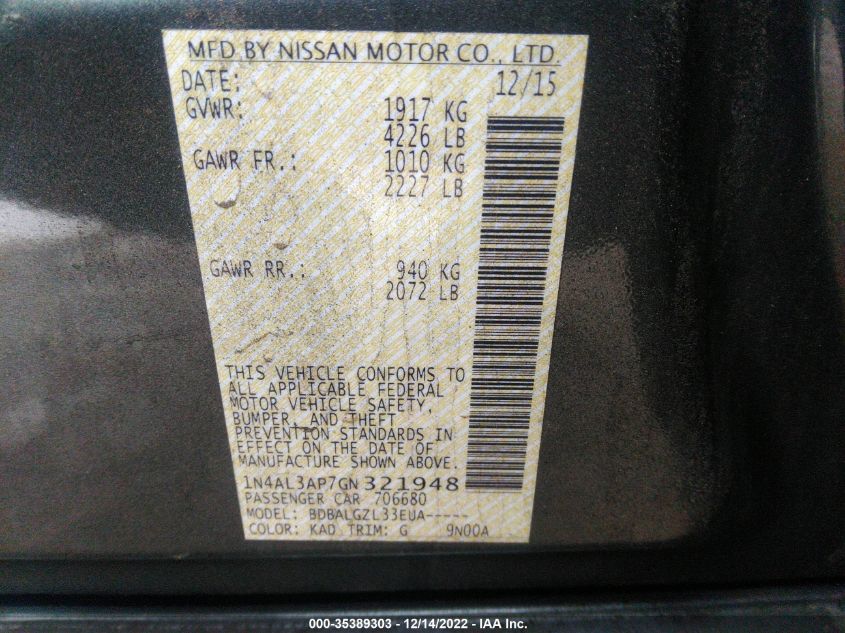 MFD BY NISSAN MOTOR CO., LTD.
DATE: 12/15
GVWR: 1917 KG
4226 LB
GAWR FR.: 1010 KG
2227 LB
GAWR RR.: 940 KG
2072 LB
THIS VEHICLE CONFORMS TO
ALL APPLICABLE FEDERAL
MOTOR VEHICLE SAFETY,
BUMPER, AND THEFT
PREVENTION STANDARDS IN
EFFECT ON THE DATE OF
MANUFACTURE SHOWN ABOVE.
1N4AL3AP7GN321948
PASSENGER CAR 706680
MODEL: BDBALGZL33EUA-----
COLOR: KAD TRIM: G 9N00A
000-35389303 - 12/14/2022 - IAA Inc.